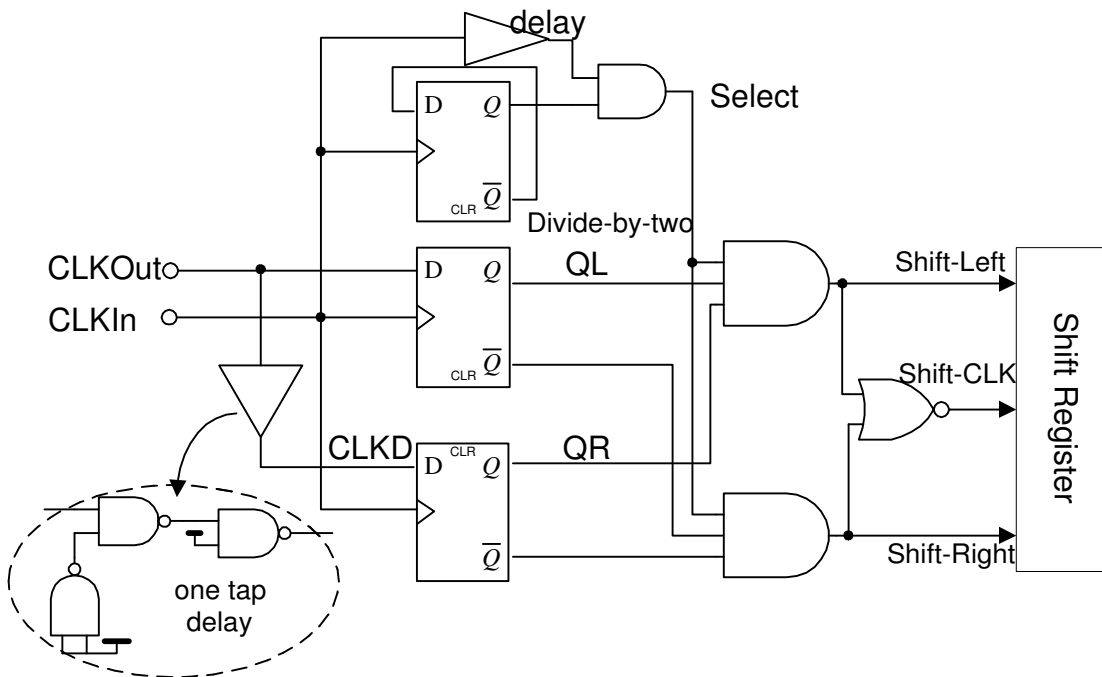 delay
D
Q
Select
CLR
Q
Divide-by-two
CLKOut
D
Q
QL
Shift-Left
CLKIn
CLR
Q
Shift-CLK
Shift Register
CLKD
D
CLR
Q
QR
Q
Shift-Right
one tap
delay